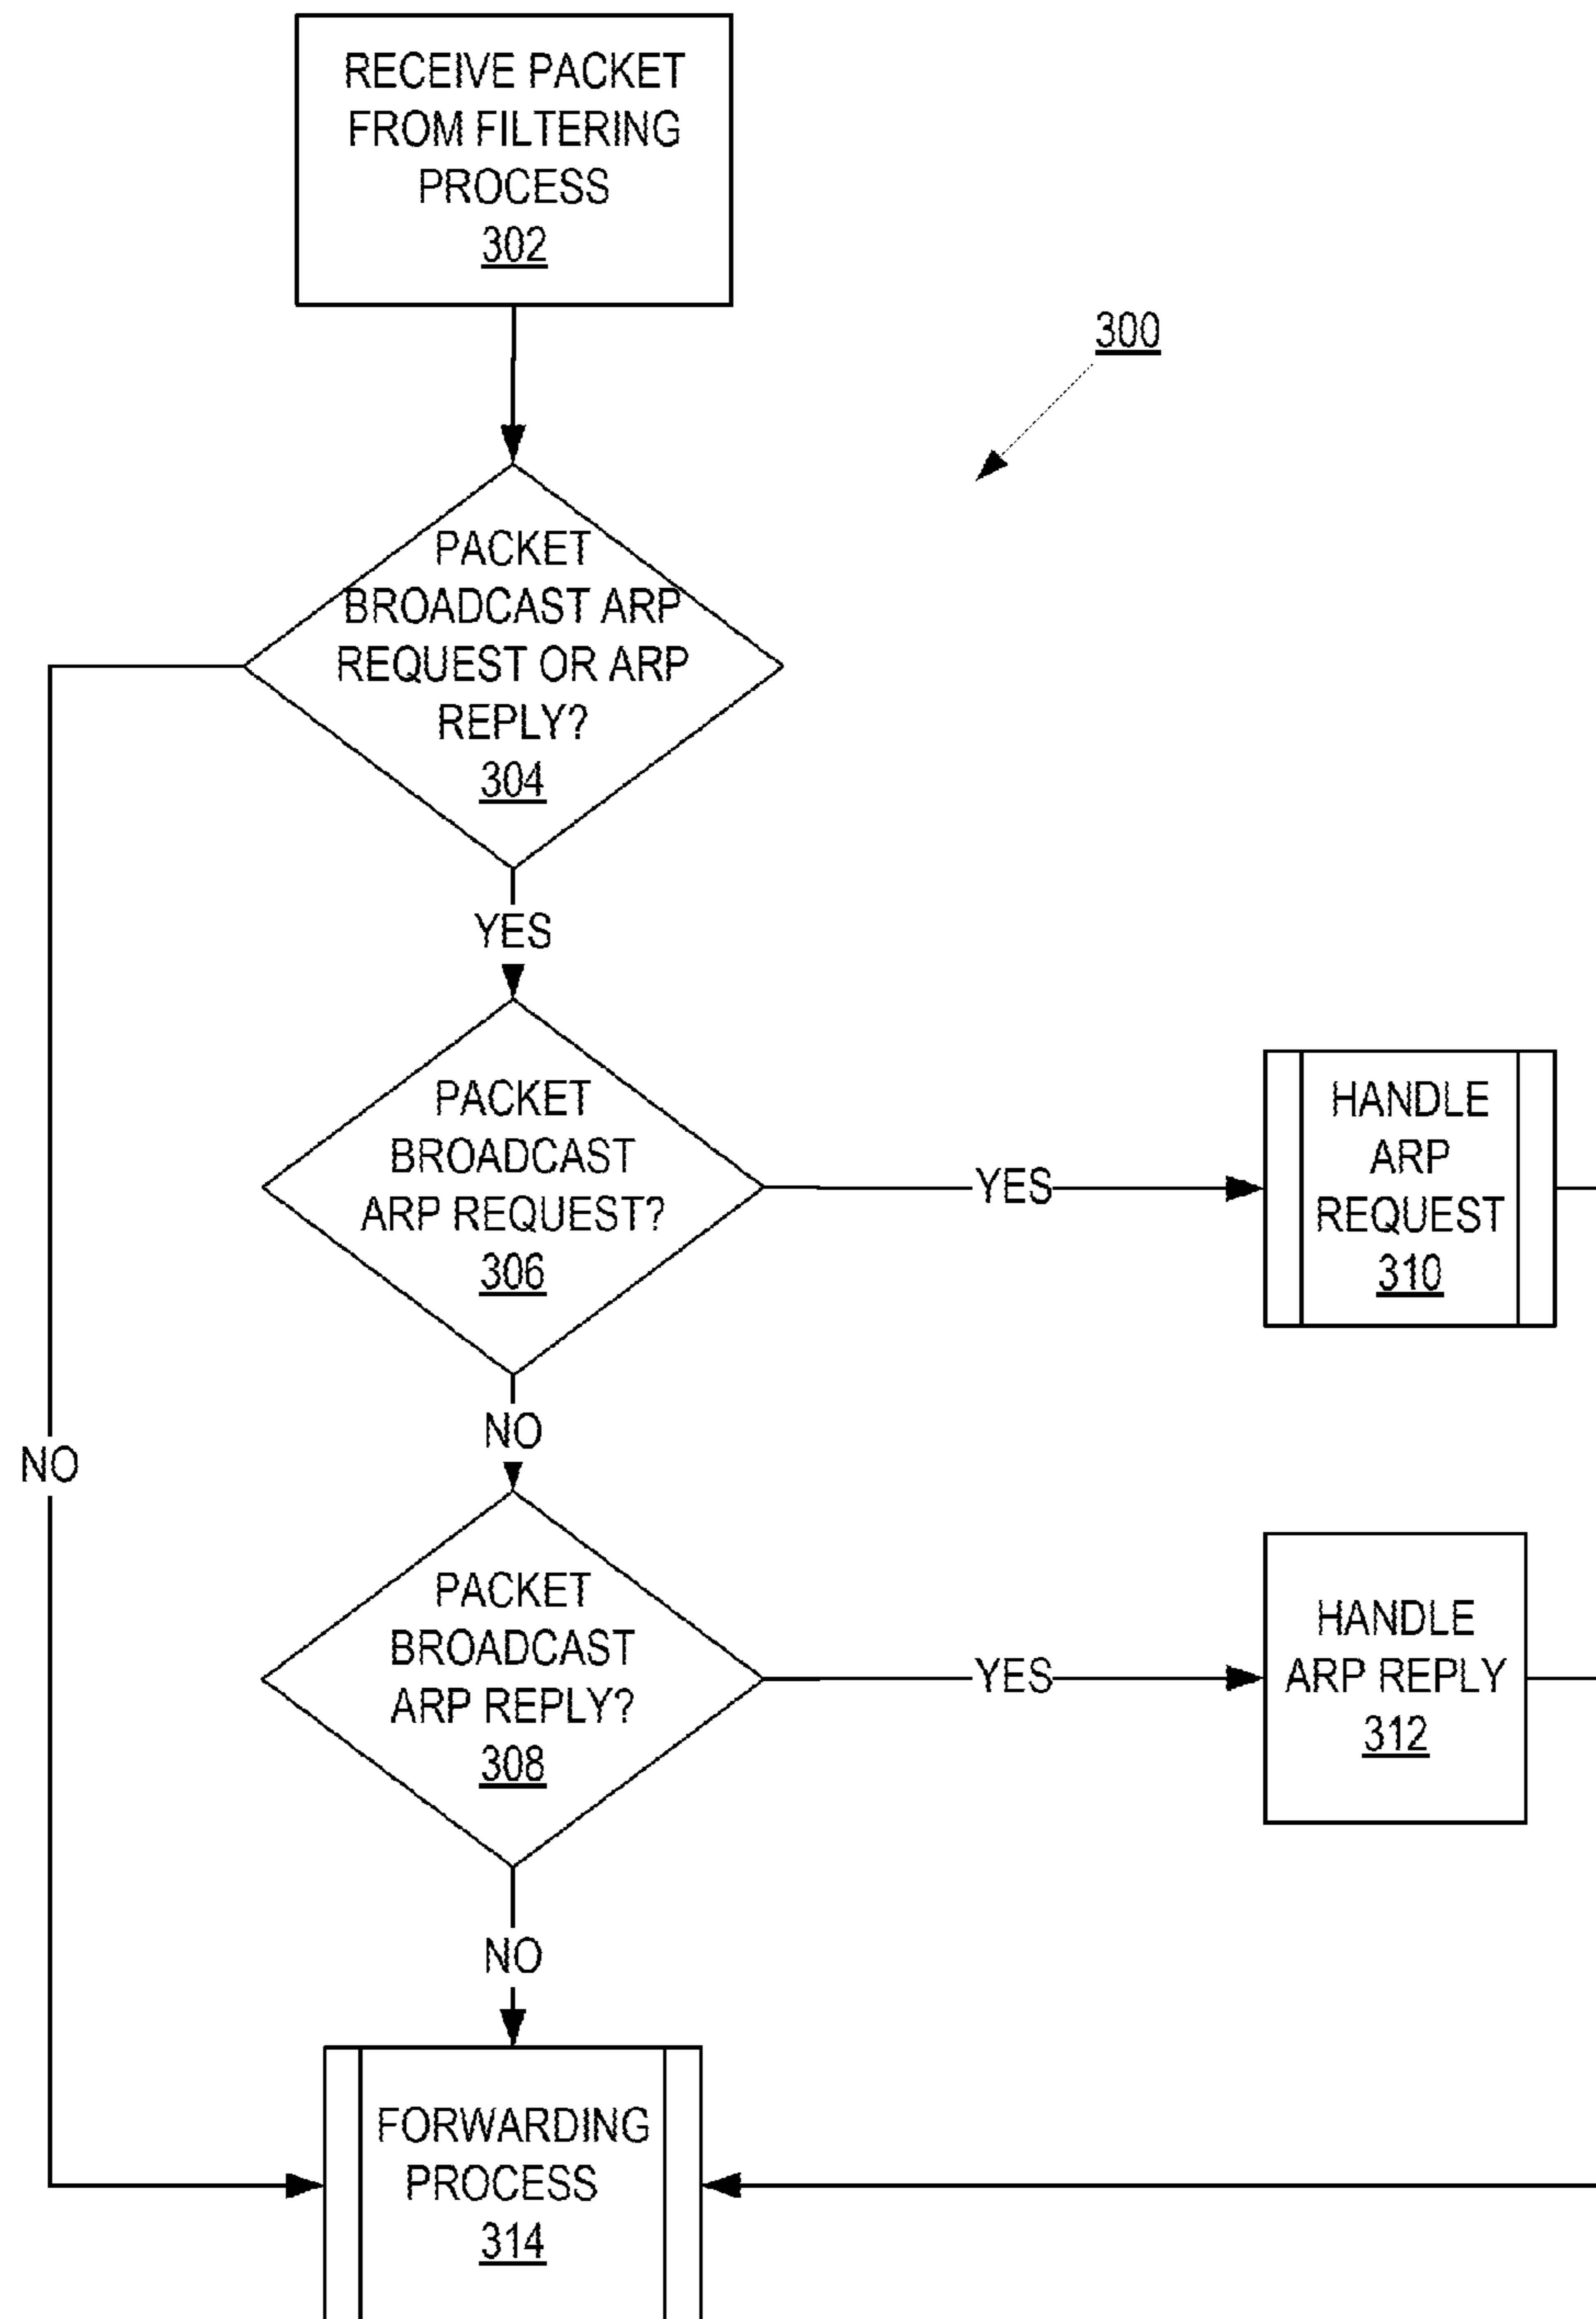 RECEIVE PACKET
FROM FILTERING
PROCESS
302
300
PACKET
BROADCAST ARP
REQUEST OR ARP
REPLY?
304
YES
PACKET
BROADCAST
ARP REQUEST?
306
YES
HANDLE
ARP
REQUEST
310
NO
NO
PACKET
BROADCAST
ARP REPLY?
308
YES
HANDLE
ARP REPLY
312
NO
FORWARDING
PROCESS
314